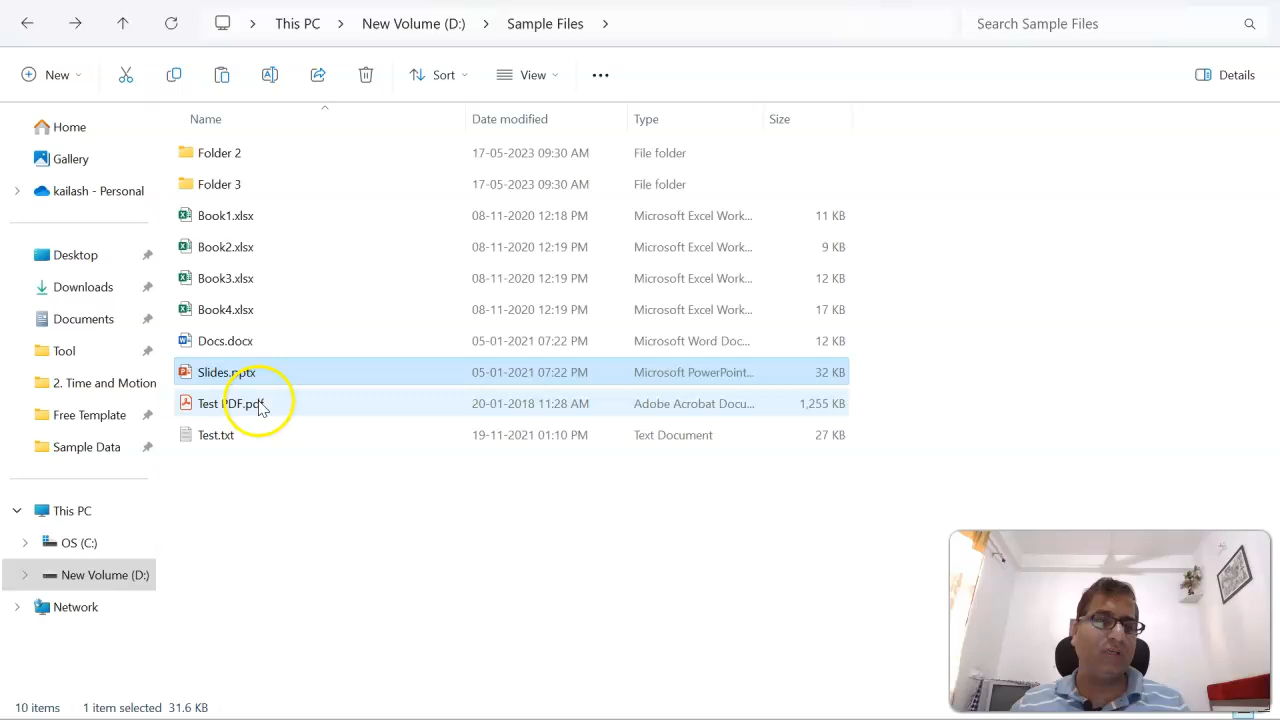 This PC > New Volume (D:) > Sample Files > Search Sample Files
New Sort View ••• Details
Name Date modified Type Size
Home
Gallery
kailash - Personal
Desktop
Downloads
Documents
Tool
2. Time and Motion
Free Template
Sample Data
This PC
OS (C:)
New Volume (D:)
Network
Folder 2 17-05-2023 09:30 AM File folder
Folder 3 17-05-2023 09:30 AM File folder
Book1.xlsx 08-11-2020 12:18 PM Microsoft Excel Work... 11 KB
Book2.xlsx 08-11-2020 12:19 PM Microsoft Excel Work... 9 KB
Book3.xlsx 08-11-2020 12:19 PM Microsoft Excel Work... 12 KB
Book4.xlsx 08-11-2020 12:19 PM Microsoft Excel Work... 17 KB
Docs.docx 05-01-2021 07:22 PM Microsoft Word Doc... 12 KB
Slides.pptx 05-01-2021 07:22 PM Microsoft PowerPoint... 32 KB
Test PDF.pdf 20-01-2018 11:28 AM Adobe Acrobat Docu... 1,255 KB
Test.txt 19-11-2021 01:10 PM Text Document 27 KB
10 items 1 item selected 31.6 KB